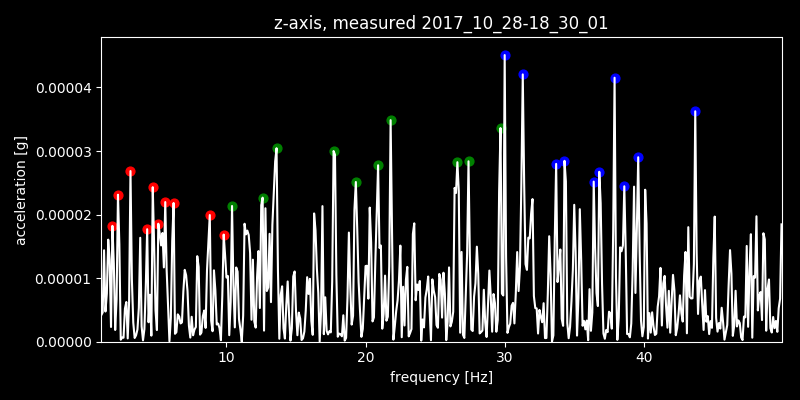 z-axis, measured 2017_10_28-18_30_01
acceleration [g]
0.00004
0.00003
0.00002
0.00001
0.00000
10 20 30 40
frequency [Hz]